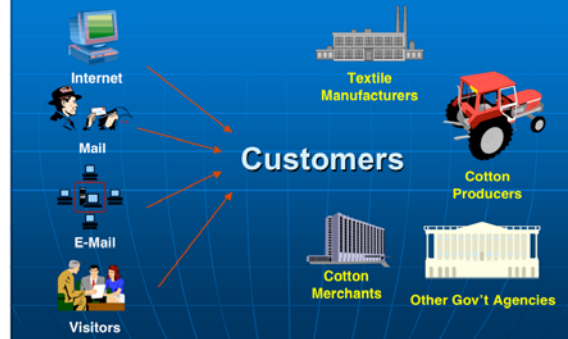 Internet
Mail
E-Mail
Visitors
Customers
Textile
Manufacturers
Cotton
Producers
Cotton
Merchants
Other Gov't Agencies